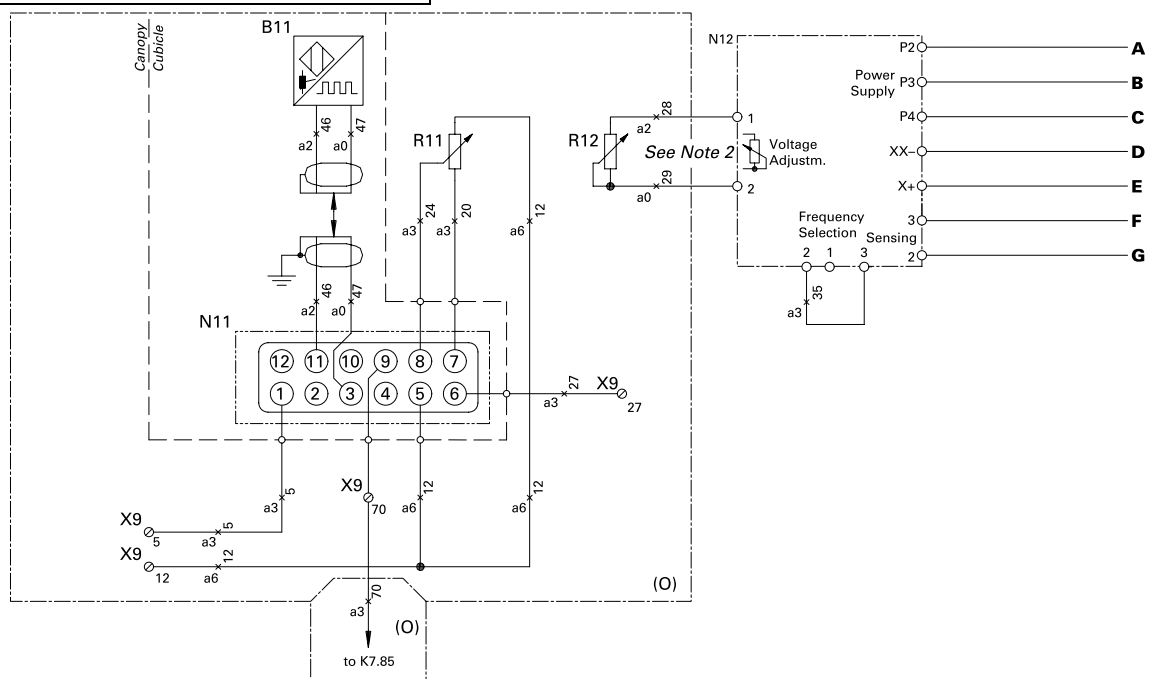 B11
Canopy
Cubicle
N12
P2
A
Power
Supply
P3
B
P4
C
XX–
D
X+
E
3
F
Sensing
2
G
46
47
a2
a0
R11
R12
28
a2
1
See Note 2
Voltage
Adjustm.
29
a0
2
24
20
12
a3
a3
a6
Frequency
Selection
2
1
3
35
a3
46
47
a2
a0
N11
12
11
10
9
8
7
1
2
3
4
5
6
27
a3
X9
27
5
a3
X9
70
12
a6
12
a6
X9
5
5
a3
X9
12
12
a6
(O)
70
a3
(O)
to K7.85